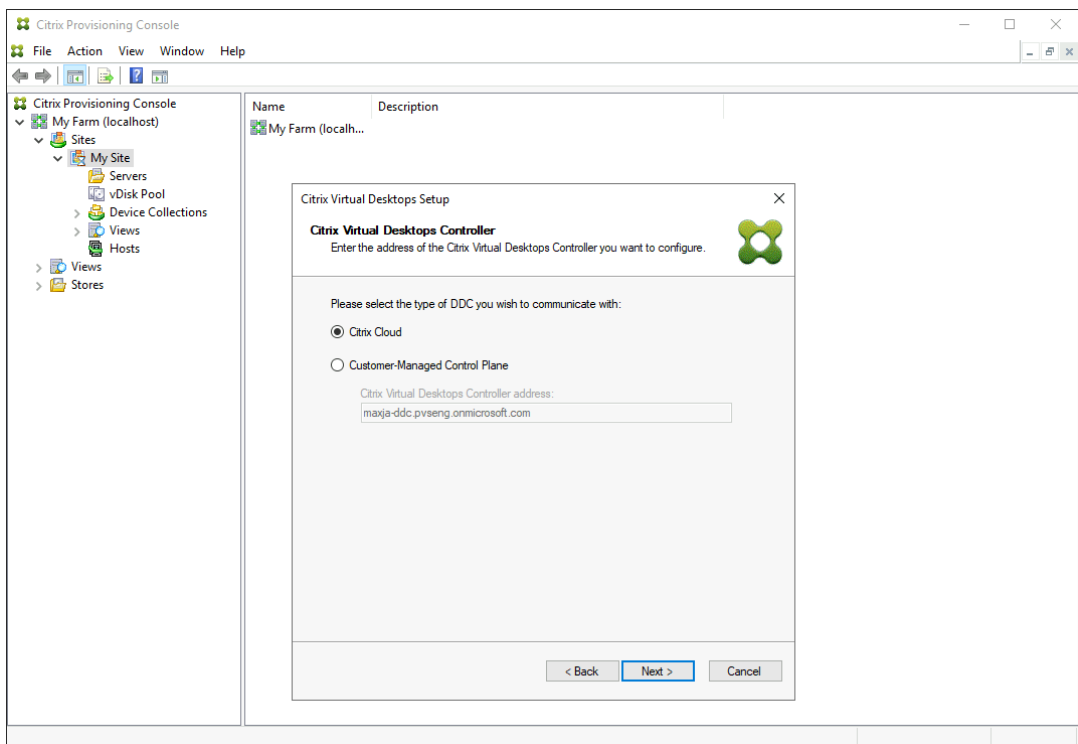 Citrix Provisioning Console
File Action View Window Help
Citrix Provisioning Console
My Farm (localhost)
Sites
My Site
Servers
vDisk Pool
Device Collections
Views
Hosts
Views
Stores
Name Description
My Farm (localh...
Citrix Virtual Desktops Setup
Citrix Virtual Desktops Controller
Enter the address of the Citrix Virtual Desktops Controller you want to configure.
Please select the type of DDC you wish to communicate with:
Citrix Cloud
Customer-Managed Control Plane
Citrix Virtual Desktops Controller address:
maxja-ddc.pvseng.onmicrosoft.com
< Back Next > Cancel